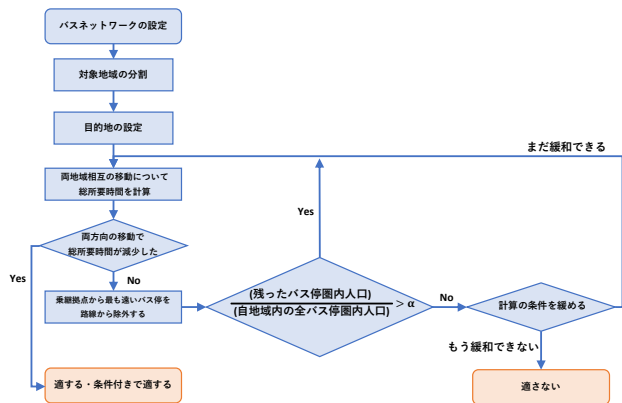 バスネットワークの設定
対象地域の分割
目的地の設定
まだ緩和できる
両地域相互の移動について
総所要時間を計算
Yes
両方向の移動で
総所要時間が減少した
Yes
No
乗継拠点から最も遠いバス停を
路線から除外する
(残ったバス停圏内人口)
(自地域内の全バス停圏内人口)
> α
No
計算の条件を緩める
もう緩和できない
適する・条件付きで適する
適さない